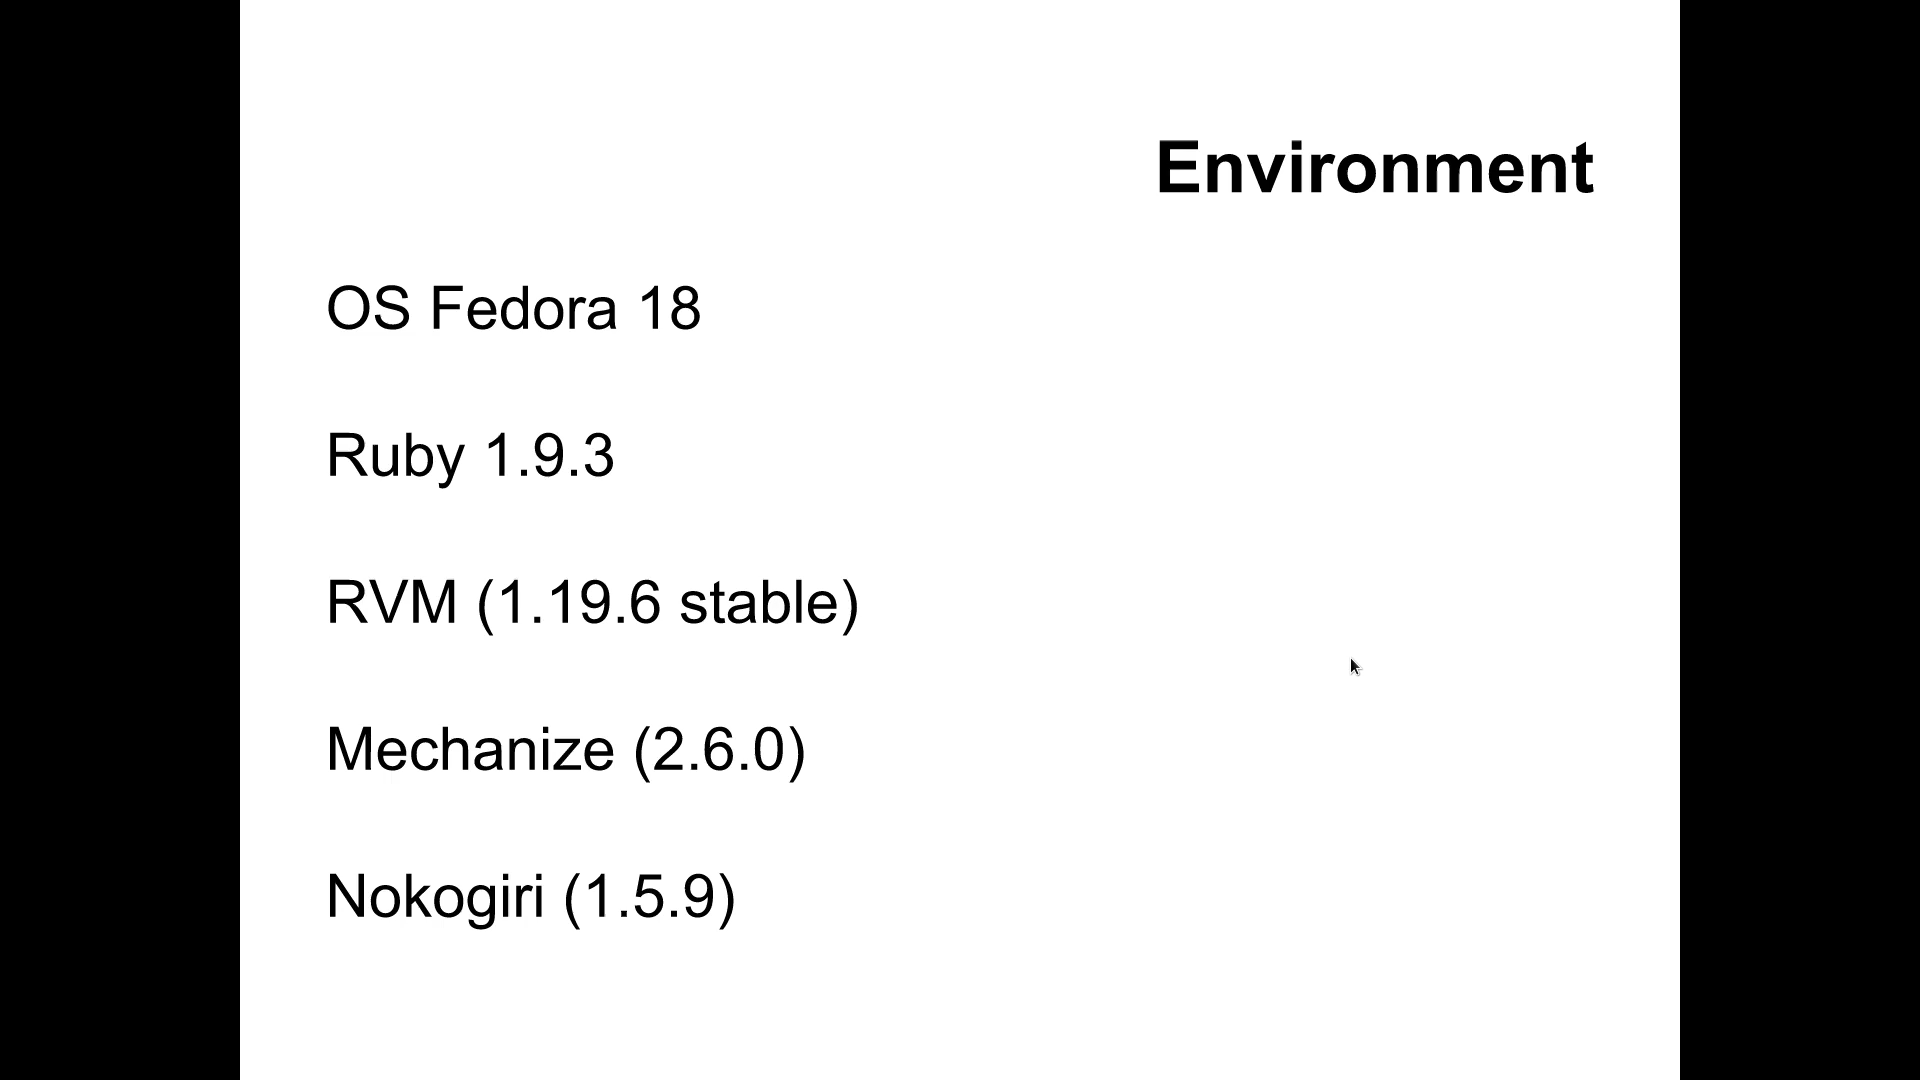 Environment
OS Fedora 18
Ruby 1.9.3
RVM (1.19.6 stable)
Mechanize (2.6.0)
Nokogiri (1.5.9)